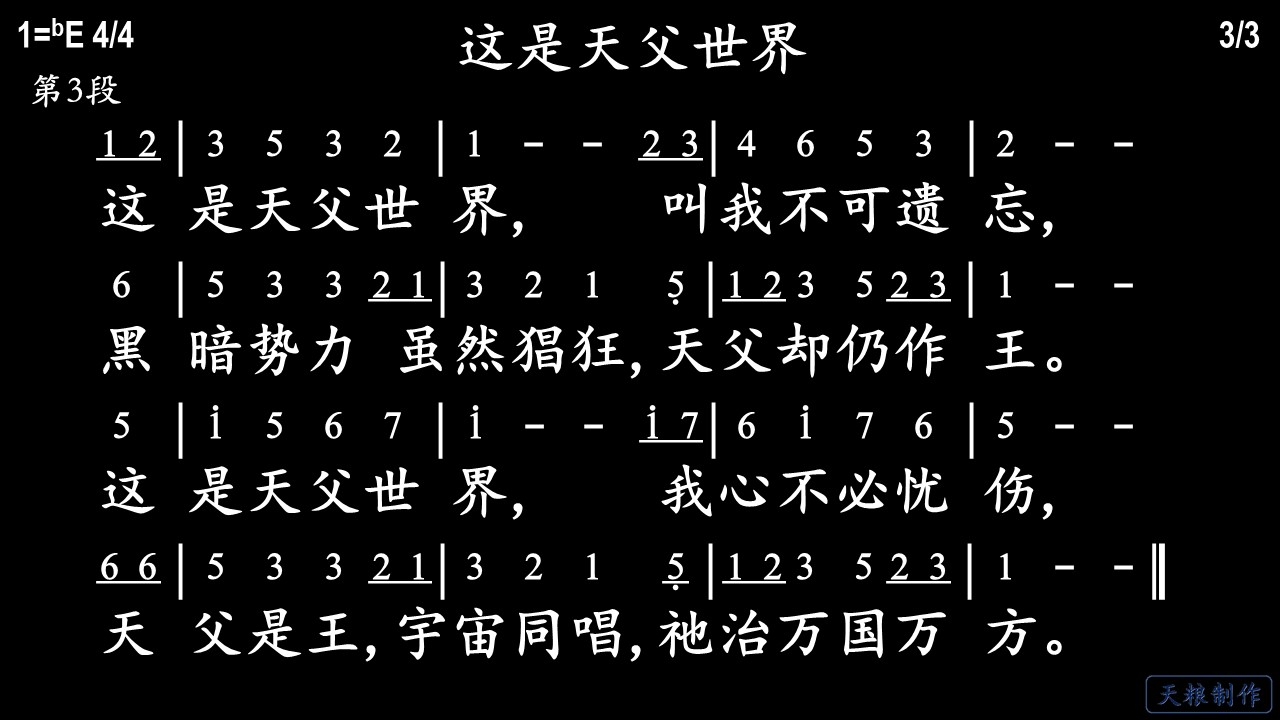 1=ᵇE 4/4
这是天父世界
3/3
第3段
1 2 | 3 5 3 2 | 1 - - 2 3 | 4 6 5 3 | 2 - -
这 是天父世 界, 叫我不可遗 忘,
6 | 5 3 3 2 1 | 3 2 1 5̣ | 1 2 3 5 2 3 | 1 - -
黑 暗势力 虽然猖狂, 天父却仍作 王。
5 | i 5 6 7 | i - - i 7 | 6 i 7 6 | 5 - -
这 是天父世 界, 我心不必忧 伤,
6 6 | 5 3 3 2 1 | 3 2 1 5̣ | 1 2 3 5 2 3 | 1 - - ‖
天 父是王, 宇宙同唱, 祂治万国万 方。
天粮制作